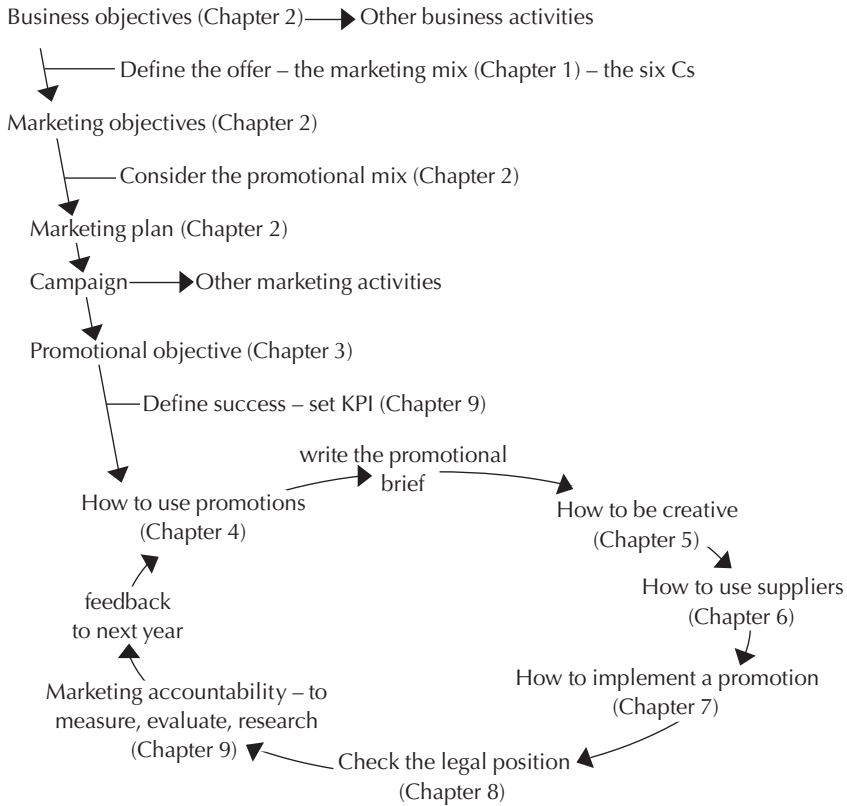 Business objectives (Chapter 2) Other business activities
Define the offer – the marketing mix (Chapter 1) – the six Cs
Marketing objectives (Chapter 2)
Consider the promotional mix (Chapter 2)
Marketing plan (Chapter 2)
Campaign Other marketing activities
Promotional objective (Chapter 3)
Define success – set KPI (Chapter 9)
write the promotional
brief
How to use promotions
(Chapter 4)
How to be creative
(Chapter 5)
How to use suppliers
(Chapter 6)
How to implement a promotion
(Chapter 7)
Check the legal position
(Chapter 8)
Marketing accountability – to
measure, evaluate, research
(Chapter 9)
feedback
to next year